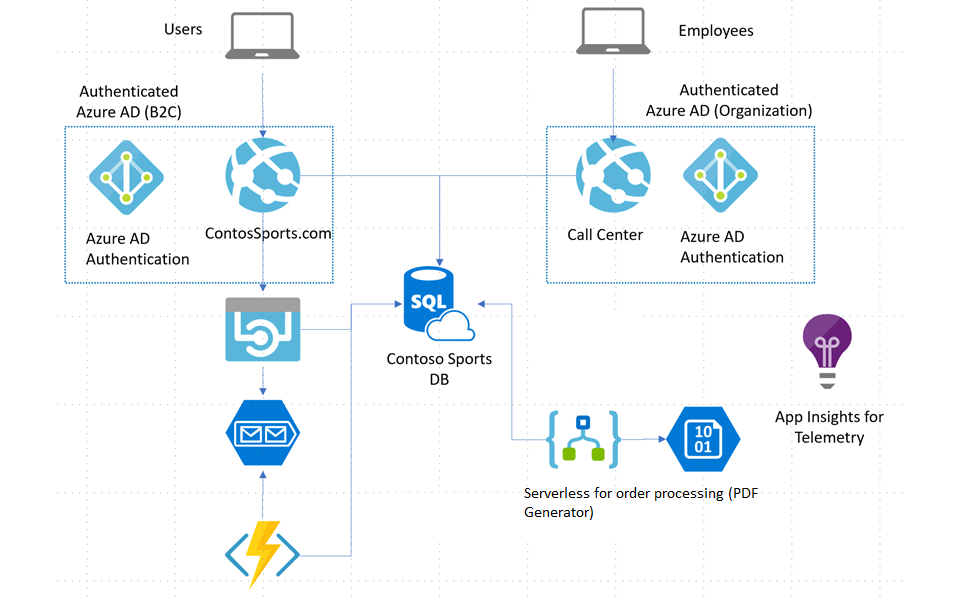 Users
Employees
Authenticated
Azure AD (B2C)
Authenticated
Azure AD (Organization)
Azure AD
Authentication
ContosSports.com
Call Center
Azure AD
Authentication
SQL
Contoso Sports
DB
10
01
App Insights for
Telemetry
Serverless for order processing (PDF
Generator)